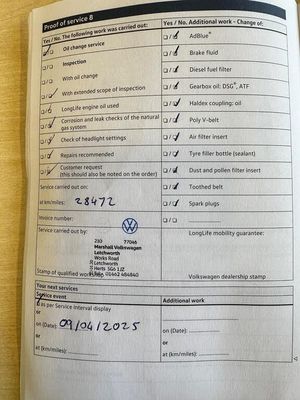 Proof of service 8
Yes / No. The following work was carried out:
Yes / No. Additional work - Change of:
Oil change service
AdBlue®
Inspection
Brake fluid
With oil change
Diesel fuel filter
With extended scope of inspection
Gearbox oil: DSG®, ATF
LongLife engine oil used
Haldex coupling: oil
Corrosion and leak checks of the natural
gas system
Poly V-belt
Check of headlight settings
Air filter insert
Repairs recommended
Tyre filler bottle (sealant)
Customer request
(this should also be noted on the order)
Dust and pollen filter insert
Service carried out on:
Toothed belt
at km/miles: 28472
Spark plugs
Invoice number:
Service carried out by:
LongLife mobility guarantee:
230 77046
Marshall Volkswagen
Letchworth
Works Road
Letchworth
Herts SG6 1JZ
01462 484840
Stamp of qualified workshop
Volkswagen dealership stamp
Your next services
Service event
Additional work
as per Service Interval display
or
on (Date): 09/04/2025
on (Date):
or
or
at (km/miles):
at (km/miles):